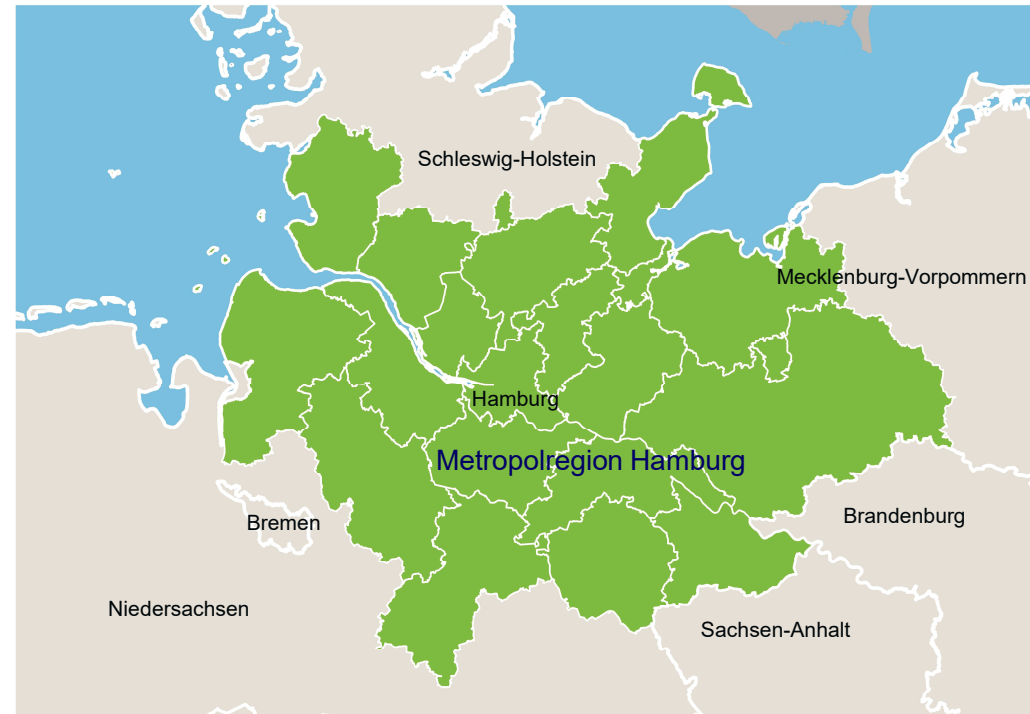 Schleswig-Holstein
Mecklenburg-Vorpommern
Hamburg
Metropolregion Hamburg
Bremen
Brandenburg
Niedersachsen
Sachsen-Anhalt